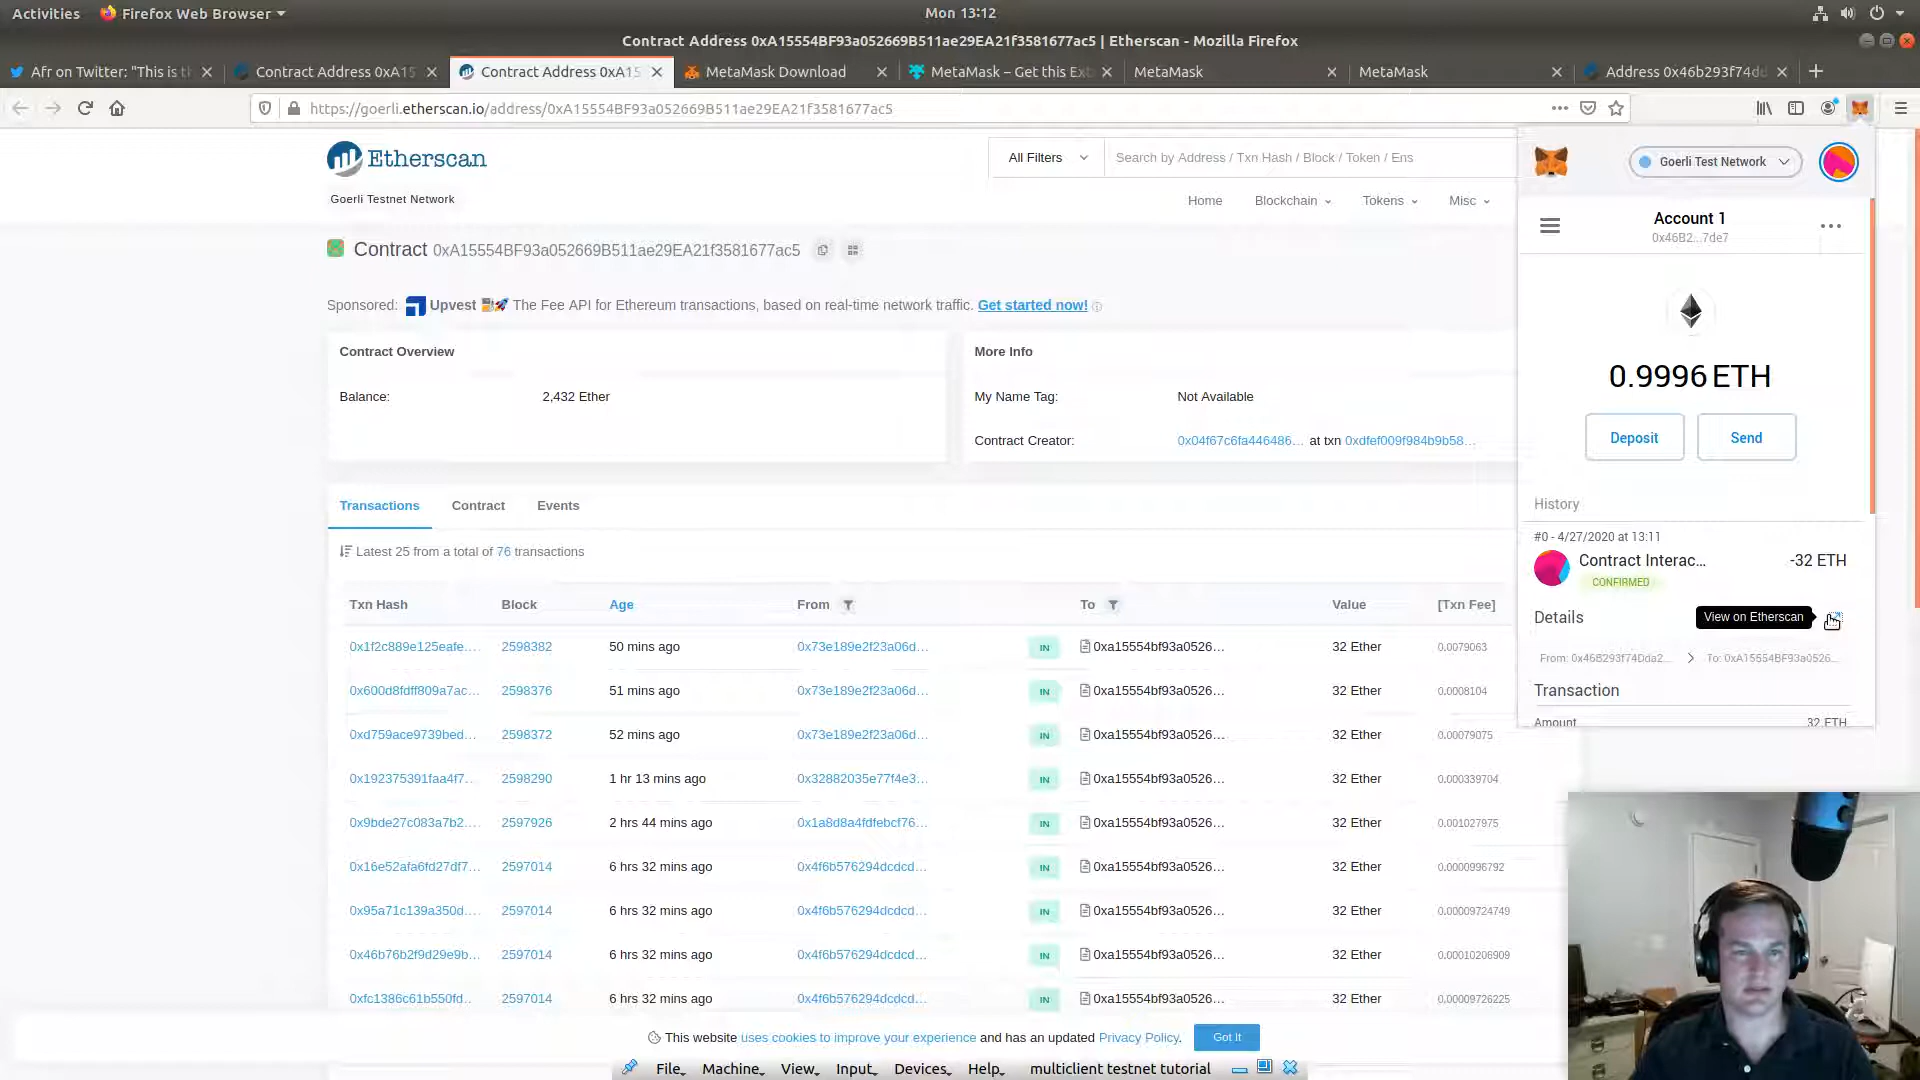 Activities Firefox Web Browser Mon 13:12
Contract Address 0xA15554BF93a052669B511ae29EA21f3581677ac5 | Etherscan - Mozilla Firefox
Afr on Twitter: "This is th Contract Address 0xA15 Contract Address 0xA15 MetaMask Download MetaMask – Get this Ext MetaMask MetaMask Address 0x46b293f74dd
https://goerli.etherscan.io/address/0xA15554BF93a052669B511ae29EA21f3581677ac5
Etherscan
Goerli Testnet Network
All Filters Search by Address / Txn Hash / Block / Token / Ens
Home Blockchain Tokens Misc
Contract 0xA15554BF93a052669B511ae29EA21f3581677ac5
Sponsored: Upvest The Fee API for Ethereum transactions, based on real-time network traffic. Get started now!
Contract Overview
Balance: 2,432 Ether
More Info
My Name Tag: Not Available
Contract Creator: 0x04f67c6fa446486... at txn 0xdfef009f984b9b58...
Transactions Contract Events
Latest 25 from a total of 76 transactions
Txn Hash Block Age From To Value [Txn Fee]
0x1f2c889e125eafe... 2598382 50 mins ago 0x73e189e2f23a06d... IN 0xa15554bf93a0526... 32 Ether 0.0079063
0x600d8fdff809a7ac... 2598376 51 mins ago 0x73e189e2f23a06d... IN 0xa15554bf93a0526... 32 Ether 0.0008104
0xd759ace9739bed... 2598372 52 mins ago 0x73e189e2f23a06d... IN 0xa15554bf93a0526... 32 Ether 0.00079075
0x192375391faa4f7... 2598290 1 hr 13 mins ago 0x32882035e77f4e3... IN 0xa15554bf93a0526... 32 Ether 0.000339704
0x9bde27c083a7b2... 2597926 2 hrs 44 mins ago 0x1a8d8a4fdfebcf76... IN 0xa15554bf93a0526... 32 Ether 0.001027975
0x16e52afa6fd27df7... 2597014 6 hrs 32 mins ago 0x4f6b576294dcdcd... IN 0xa15554bf93a0526... 32 Ether 0.0000996792
0x95a71c139a350d... 2597014 6 hrs 32 mins ago 0x4f6b576294dcdcd... IN 0xa15554bf93a0526... 32 Ether 0.00009724749
0x46b76b2f9d29e9b... 2597014 6 hrs 32 mins ago 0x4f6b576294dcdcd... IN 0xa15554bf93a0526... 32 Ether 0.00010206909
0xfc1386c61b550fd... 2597014 6 hrs 32 mins ago 0x4f6b576294dcdcd... IN 0xa15554bf93a0526... 32 Ether 0.00009726225
Goerli Test Network
Account 1
0x46B2...7de7
0.9996 ETH
Deposit Send
History
#0 - 4/27/2020 at 13:11
Contract Interac... -32 ETH
CONFIRMED
Details View on Etherscan
From: 0x46B293f74Dda2... To: 0xA15554BF93a0526...
Transaction
Amount 32 ETH
This website uses cookies to improve your experience and has an updated Privacy Policy. Got It
File Machine View Input Devices Help multiclient testnet tutorial